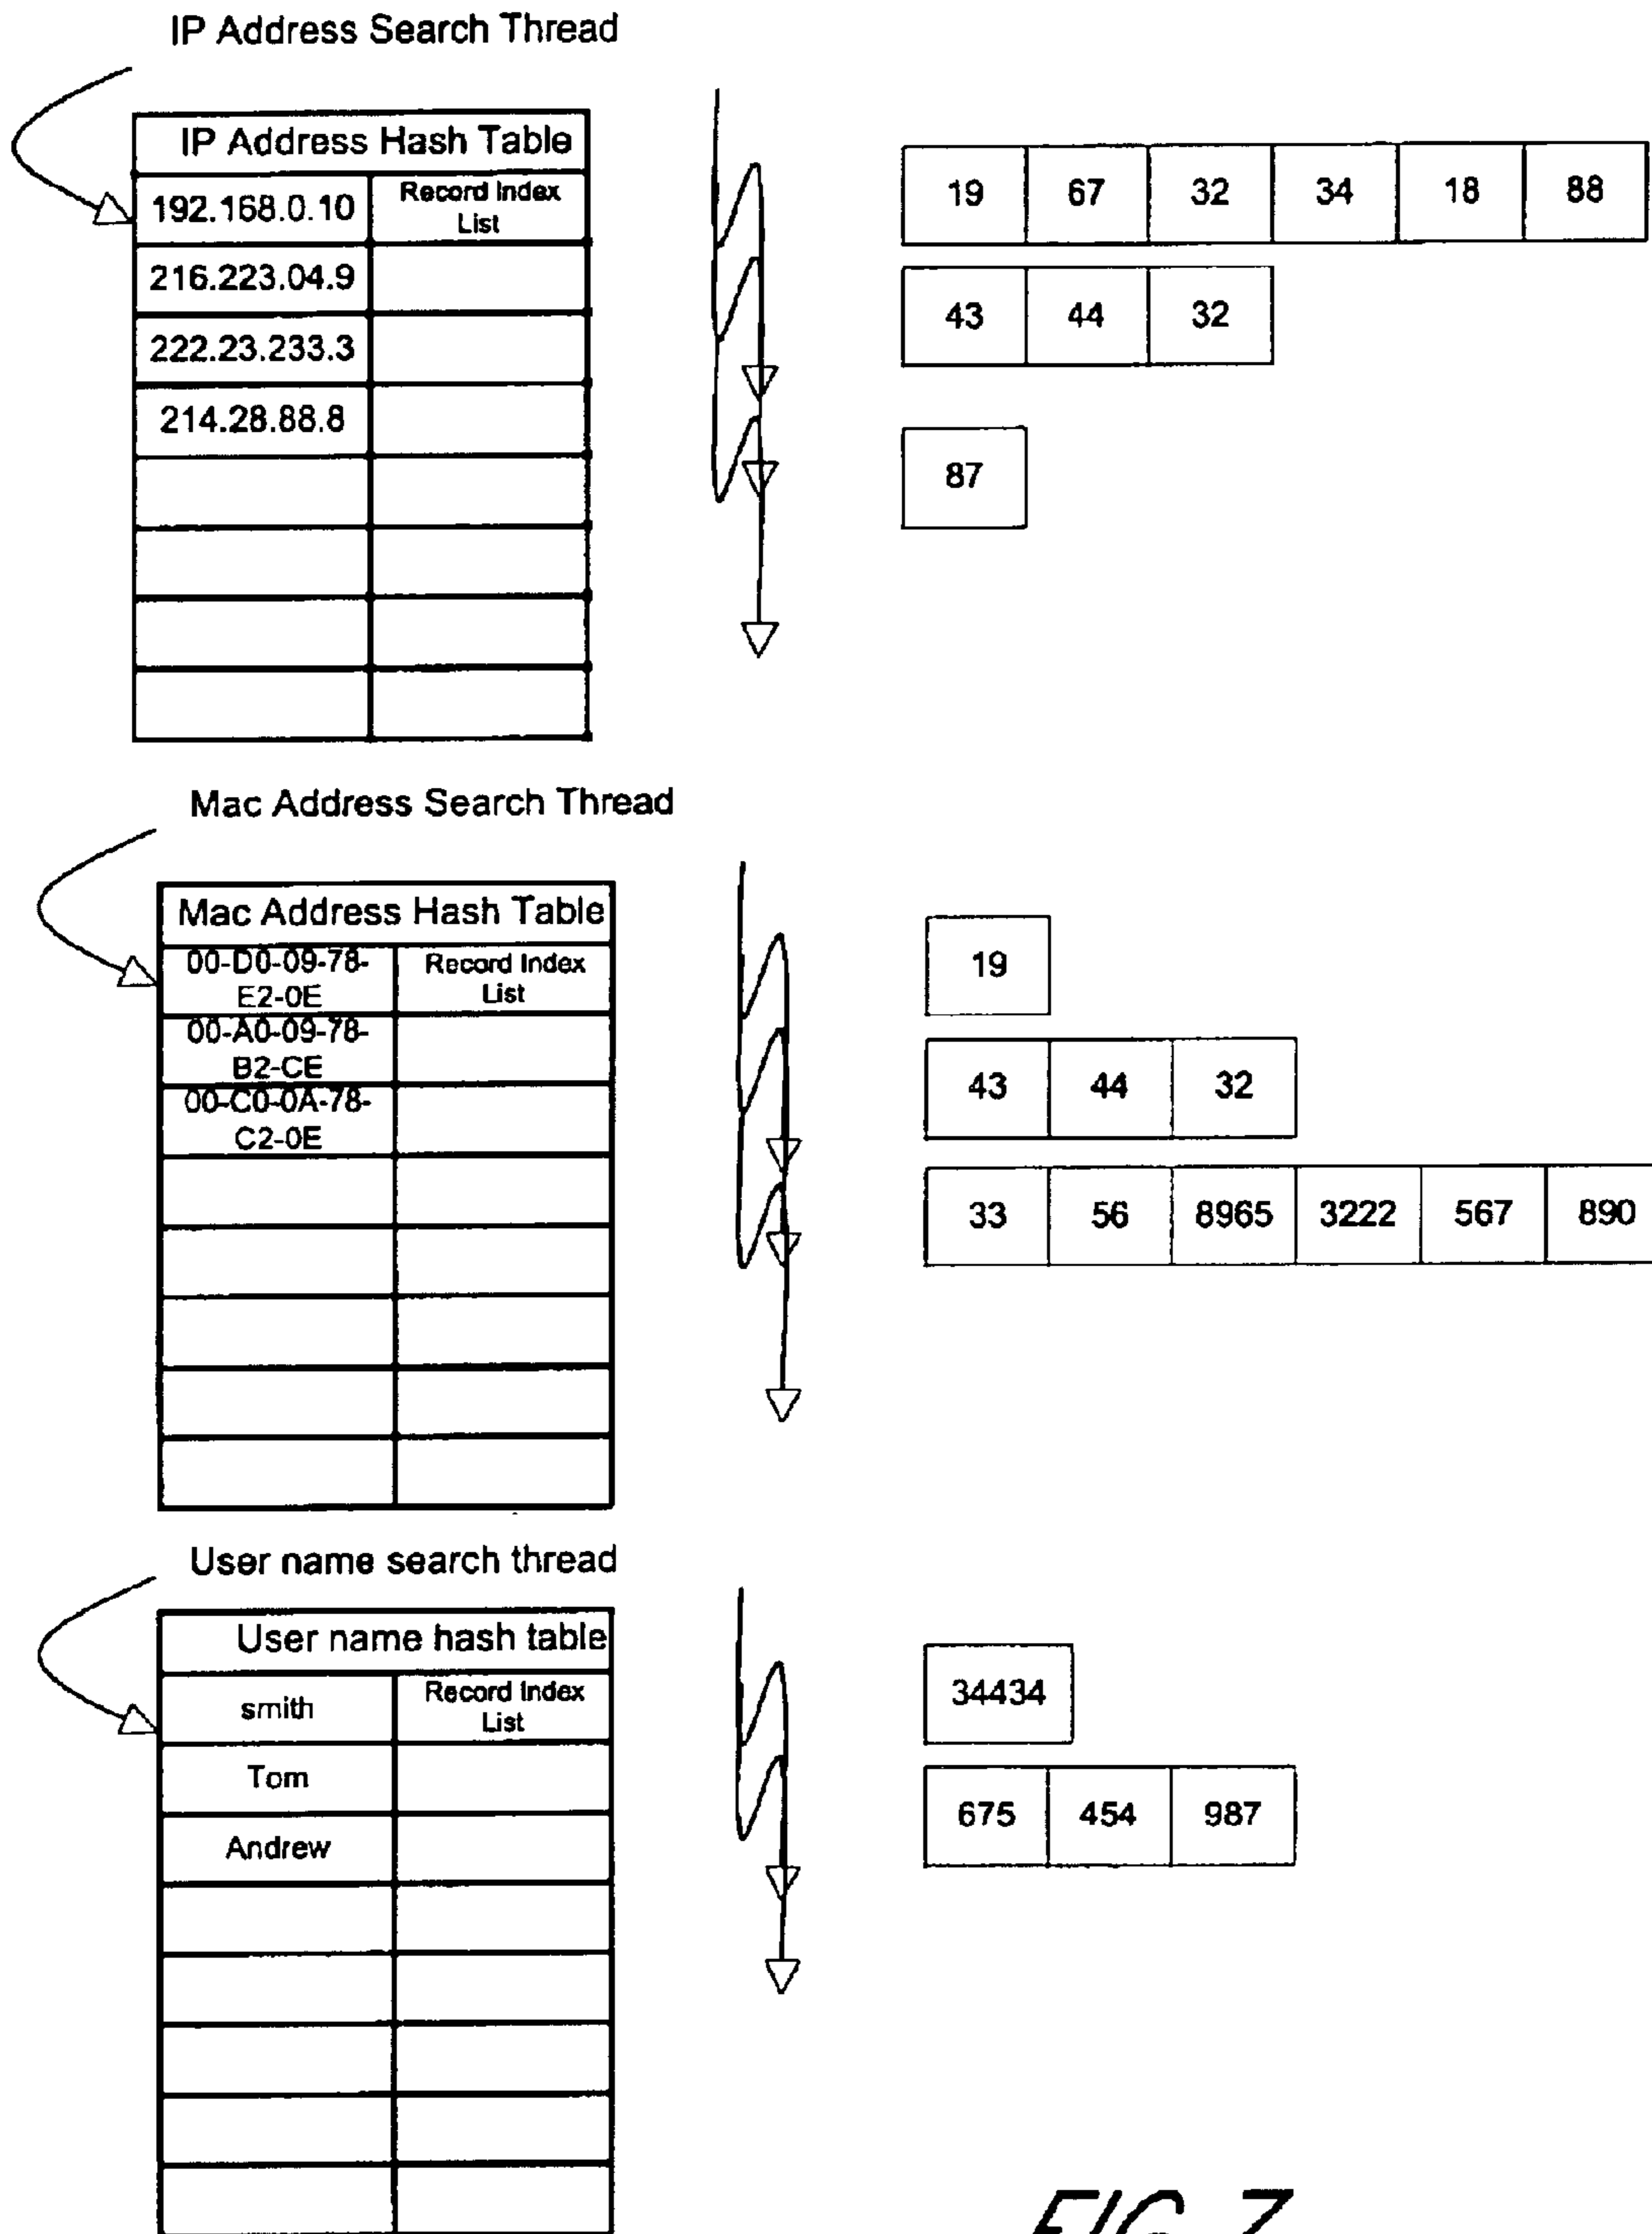 IP Address Search Thread
IP Address Hash Table
192.168.0.10
Record Index
List
19 67 32 34 18 88
216.223.04.9
43 44 32
222.23.233.3
214.28.88.8
87
Mac Address Search Thread
Mac Address Hash Table
00-D0-09-78-
E2-0E
Record Index
List
19
00-A0-09-78-
B2-CE
43 44 32
00-C0-0A-78-
C2-0E
33 56 8965 3222 567 890
User name search thread
User name hash table
smith
Record Index
List
34434
Tom
675 454 987
Andrew
FIG. 7